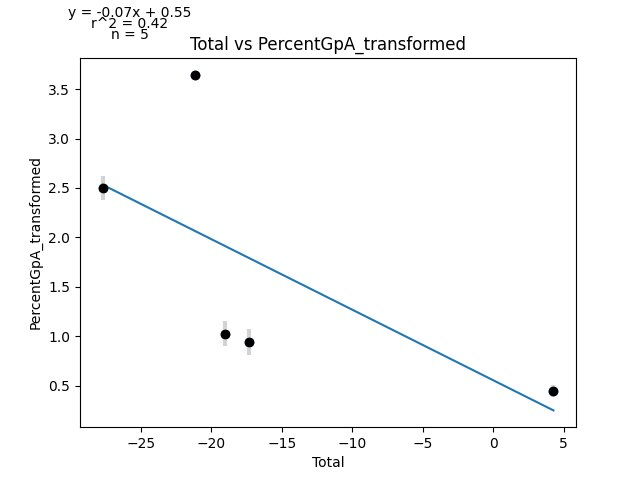 y = -0.07x + 0.55
r^2 = 0.42
n = 5
Total vs PercentGpA_transformed
PercentGpA_transformed
3.5
3.0
2.5
2.0
1.5
1.0
0.5
−25
−20
−15
−10
−5
0
5
Total